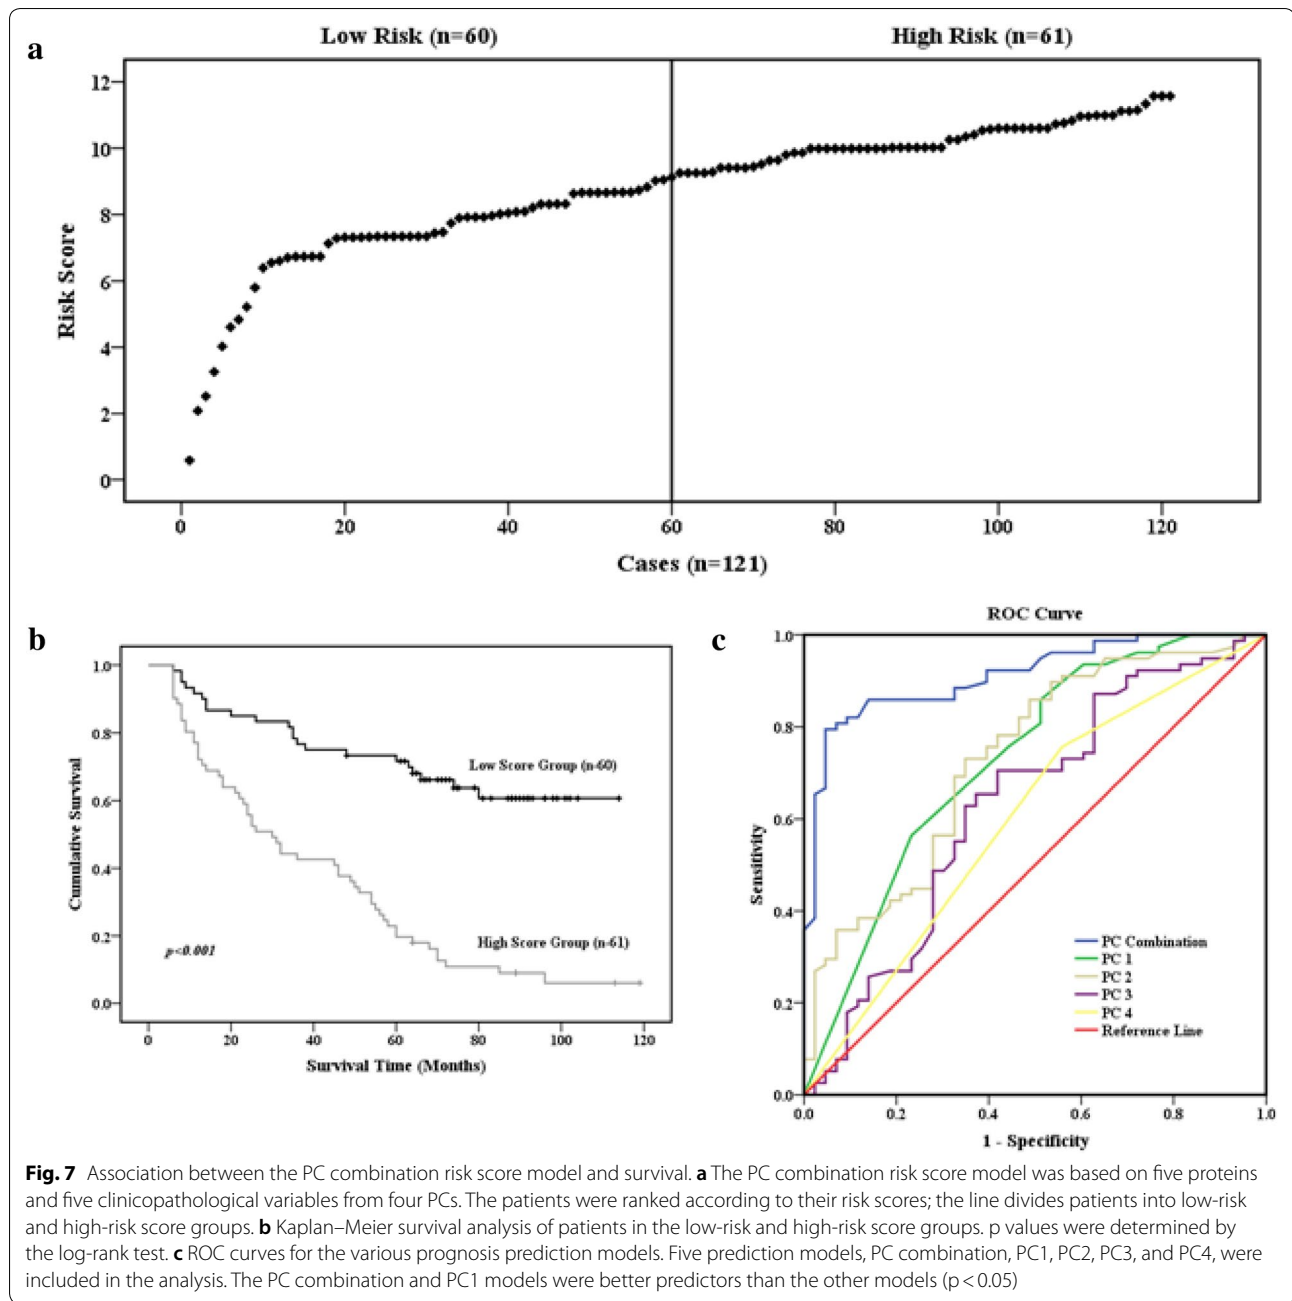 a
Low Risk (n=60)
High Risk (n=61)
12
10
8
6
4
2
0
Risk Score
0 20 40 60 80 100 120
Cases (n=121)
b
1.0
0.8
0.6
0.4
0.2
0.0
Cumulative Survival
Low Score Group (n-60)
High Score Group (n-61)
p<0.001
0 20 40 60 80 100 120
Survival Time (Months)
c
ROC Curve
1.0
0.8
0.6
0.4
0.2
0.0
Sensitivity
PC Combination
PC 1
PC 2
PC 3
PC 4
Reference Line
0.0 0.2 0.4 0.6 0.8 1.0
1 - Specificity
Fig. 7 Association between the PC combination risk score model and survival. a The PC combination risk score model was based on five proteins
and five clinicopathological variables from four PCs. The patients were ranked according to their risk scores; the line divides patients into low-risk
and high-risk score groups. b Kaplan–Meier survival analysis of patients in the low-risk and high-risk score groups. p values were determined by
the log-rank test. c ROC curves for the various prognosis prediction models. Five prediction models, PC combination, PC1, PC2, PC3, and PC4, were
included in the analysis. The PC combination and PC1 models were better predictors than the other models (p < 0.05)